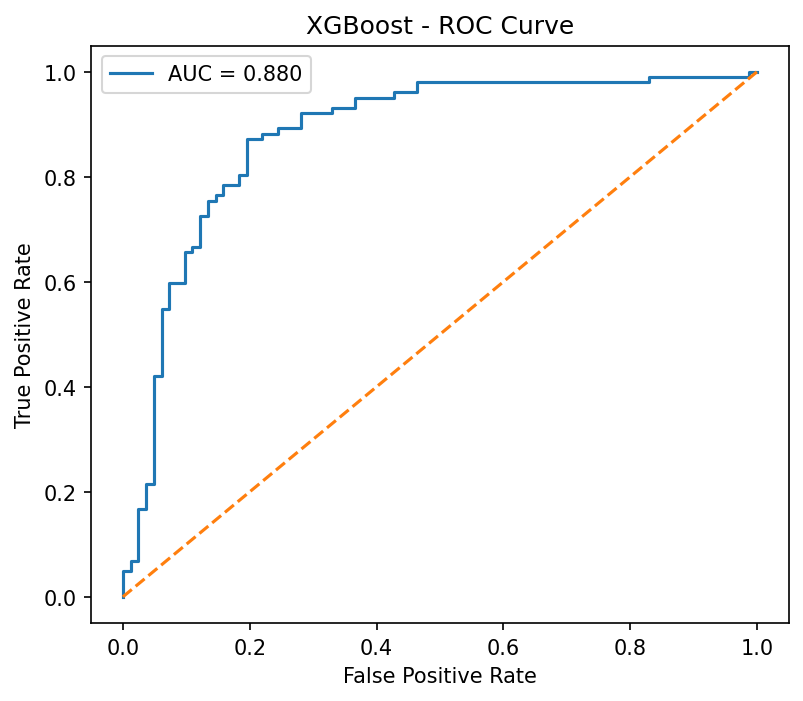 XGBoost - ROC Curve
AUC = 0.880
True Positive Rate
1.0
0.8
0.6
0.4
0.2
0.0
0.0 0.2 0.4 0.6 0.8 1.0
False Positive Rate